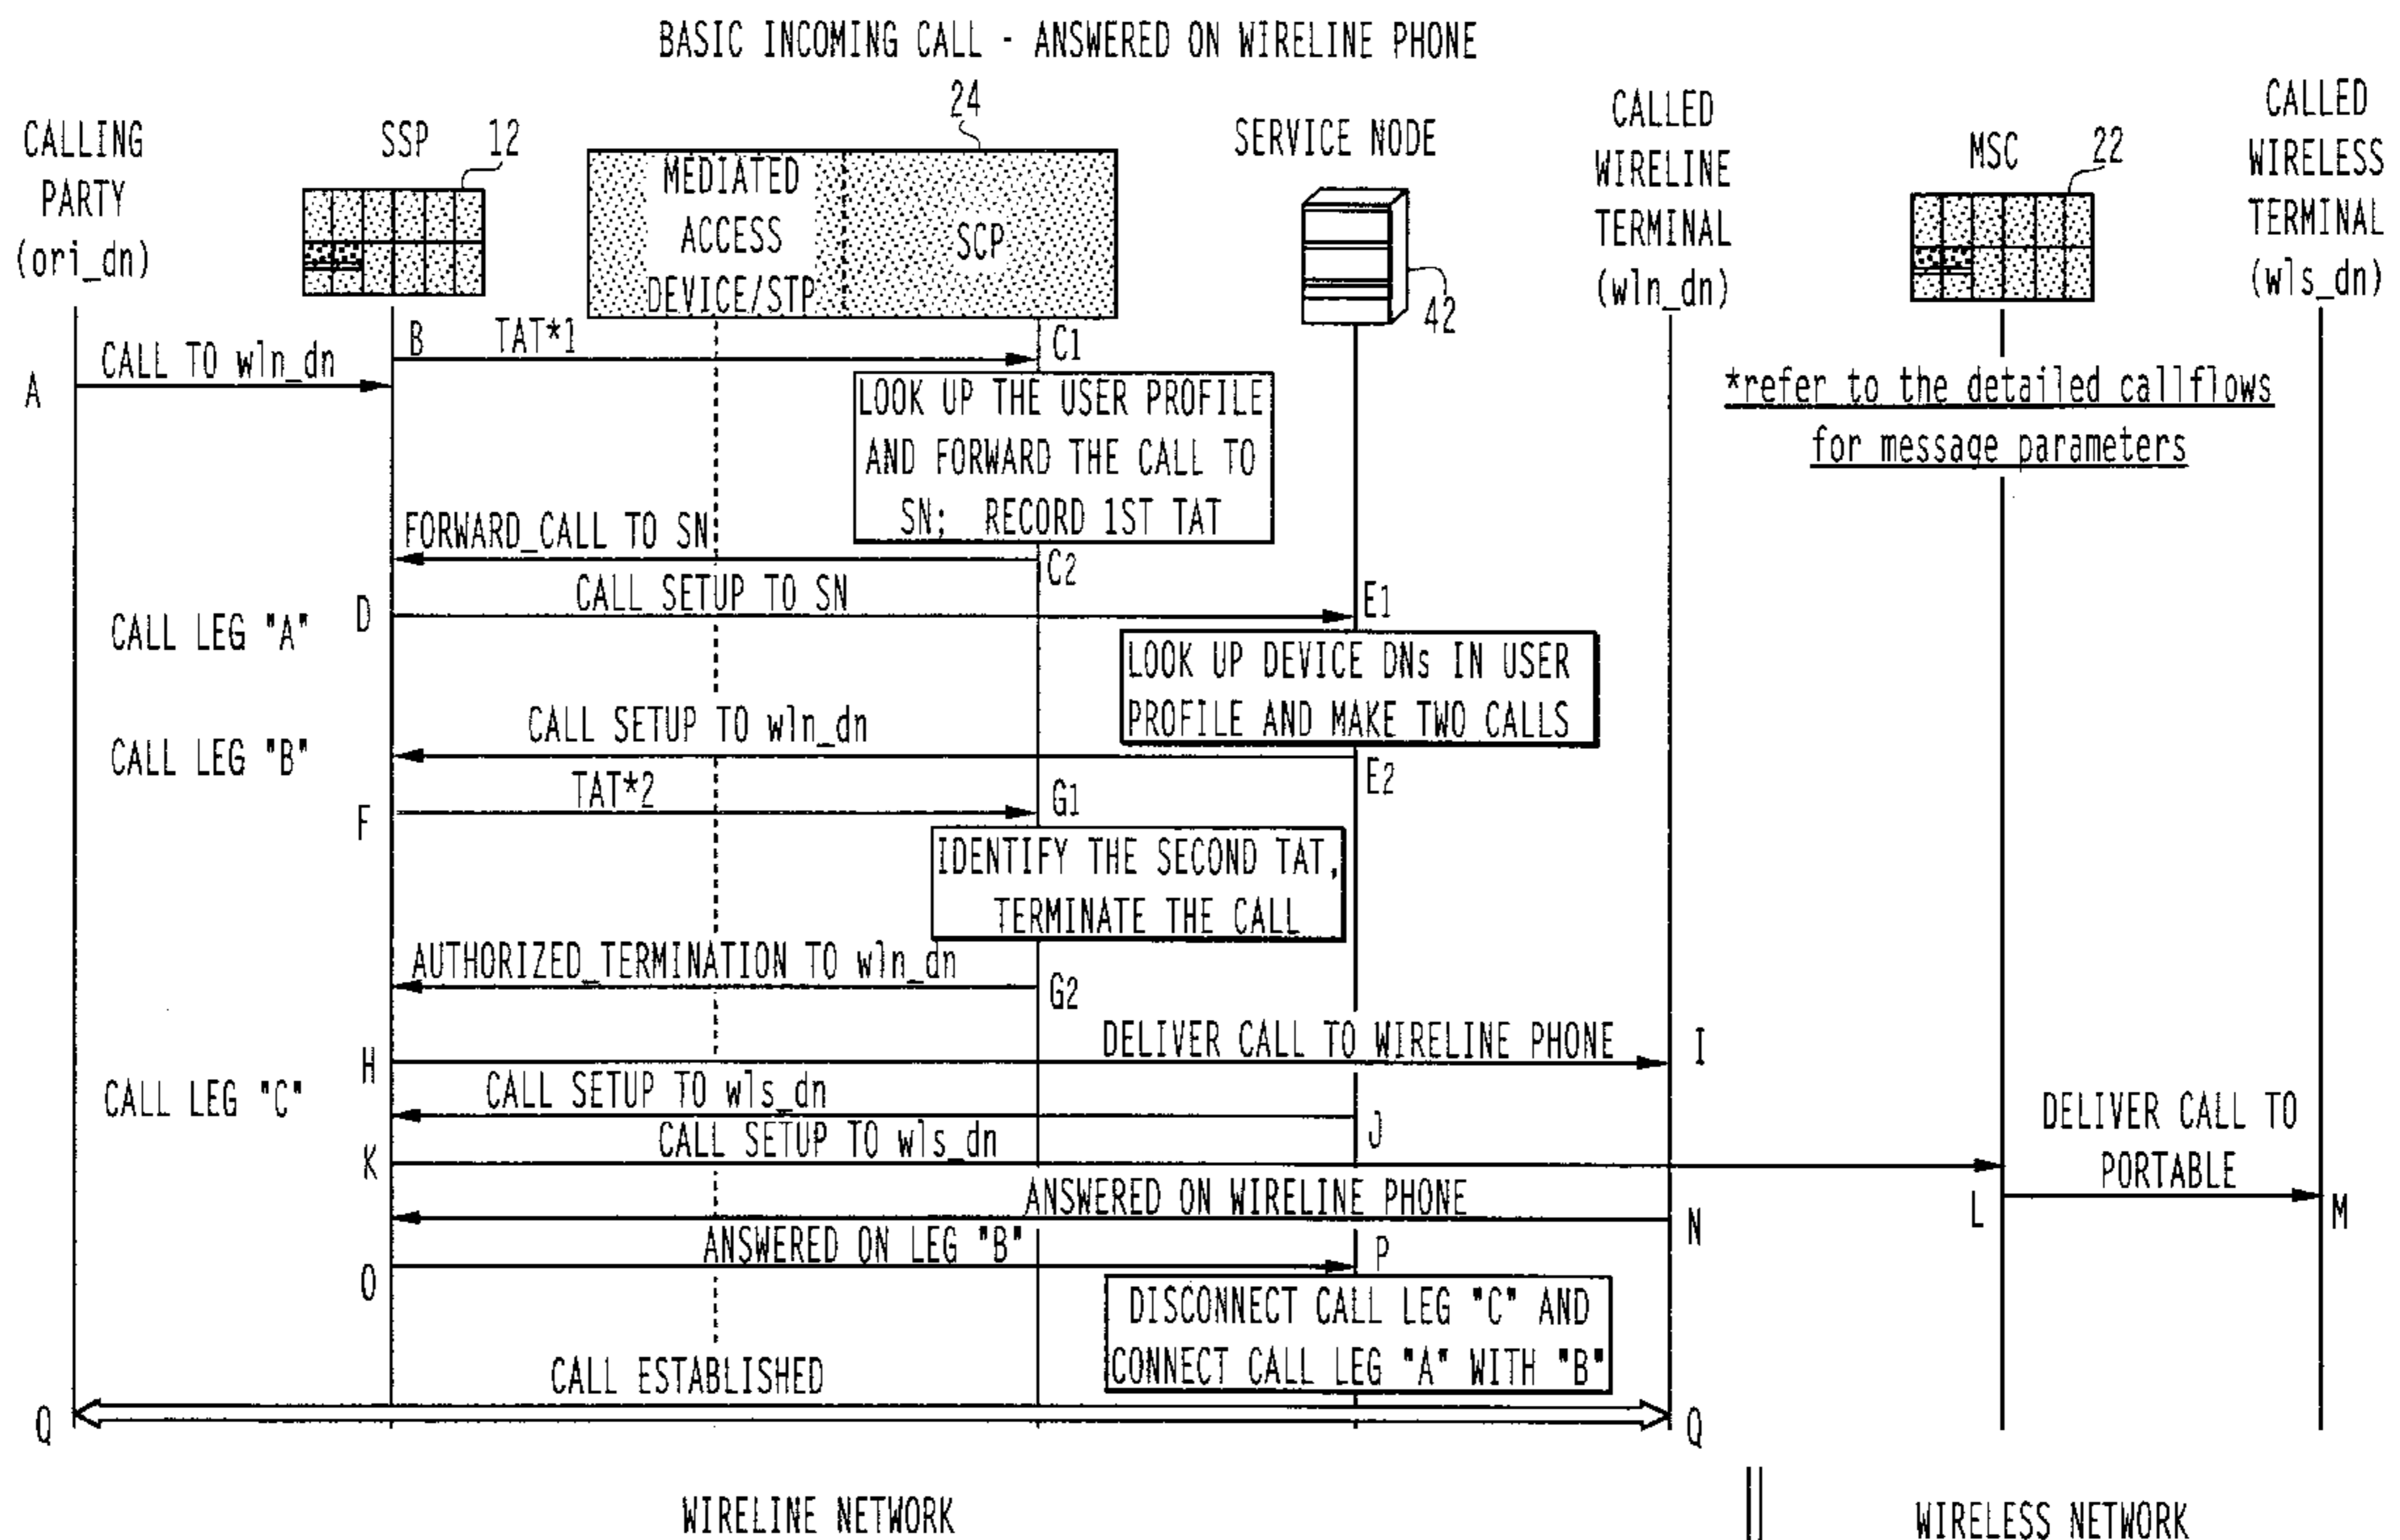 BASIC INCOMING CALL - ANSWERED ON WIRELINE PHONE
CALLING
PARTY
(ori_dn)
SSP
12
24
MEDIATED
ACCESS
DEVICE/STP
SCP
SERVICE NODE
42
CALLED
WIRELINE
TERMINAL
(wln_dn)
MSC
22
CALLED
WIRELESS
TERMINAL
(wls_dn)
A
CALL TO wln_dn
B
TAT*1
C1
*refer to the detailed callflows
for message parameters
LOOK UP THE USER PROFILE
AND FORWARD THE CALL TO
SN; RECORD 1ST TAT
FORWARD_CALL TO SN
C2
CALL LEG "A"
D
CALL SETUP TO SN
E1
LOOK UP DEVICE DNs IN USER
PROFILE AND MAKE TWO CALLS
CALL LEG "B"
CALL SETUP TO wln_dn
E2
F
TAT*2
G1
IDENTIFY THE SECOND TAT,
TERMINATE THE CALL
AUTHORIZED_TERMINATION TO wln_dn
G2
H
DELIVER CALL TO WIRELINE PHONE
I
CALL LEG "C"
CALL SETUP TO wls_dn
J
K
CALL SETUP TO wls_dn
L
DELIVER CALL TO
PORTABLE
M
ANSWERED ON WIRELINE PHONE
N
O
ANSWERED ON LEG "B"
P
DISCONNECT CALL LEG "C" AND
CONNECT CALL LEG "A" WITH "B"
Q
CALL ESTABLISHED
Q
WIRELINE NETWORK
WIRELESS NETWORK